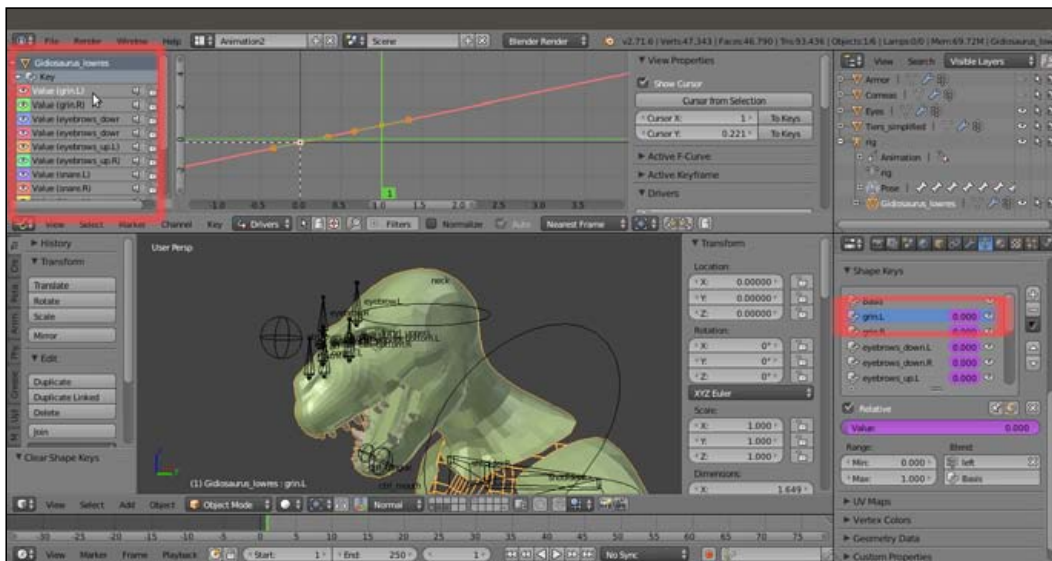 File Render Window Help Animation2 Scene Blender Render v2.71.6 | Verts:47,343 | Faces:46,790 | Tris:93,436 | Objects:1/6 | Lamps:0/0 | Mem:69.72M | Gidiosaurus_low
Gidiosaurus_lowres
Key
Value (grin.L)
Value (grin.R)
Value (eyebrows_down
Value (eyebrows_down
Value (eyebrows_up.L)
Value (eyebrows_up.R)
Value (snare.L)
Value (snare.R)
-1.0 -0.5 0.0 0.5 1.0 1.5 2.0 2.5 3.0 3.5
1
View Properties
Show Cursor
Cursor from Selection
Cursor X: 1 To Keys
Cursor Y: 0.221 To Keys
Active F-Curve
Active Keyframe
Drivers
View Select Marker Channel Key Drivers Filters Normalize Auto Nearest Frame
View Search Visible Layers
Armor
Corneas
Eyes
Tiers_simplified
rig
Animation
rig
Pose
Gidiosaurus_lowres
History
Transform
Translate
Rotate
Scale
Mirror
Edit
Duplicate
Duplicate Linked
Delete
Join
Clear Shape Keys
User Persp
neck
eyebrow.L
ctrl_mouth
(1) Gidiosaurus_lowres : grin.L
Transform
Location:
X: 0.00000
Y: 0.00000
Z: 0.00000
Rotation:
X: 0°
Y: 0°
Z: 0°
XYZ Euler
Scale:
X: 1.000
Y: 1.000
Z: 1.000
Dimensions:
X: 1.649
View Select Add Object Object Mode Normal
Shape Keys
Basis
grin.L 0.000
grin.R
eyebrows_down.L 0.000
eyebrows_down.R 0.000
eyebrows_up.L 0.000
Relative
Value: 0.000
Range: Blend:
Min: 0.000 left
Max: 1.000 Basis
UV Maps
Vertex Colors
Geometry Data
Custom Properties
-30 -25 -20 -15 -10 -5 0 5 10 15 20 25 30 35 40 45 50 55 60 65 70 75 80
View Marker Frame Playback Start: 1 End: 250 1 No Sync